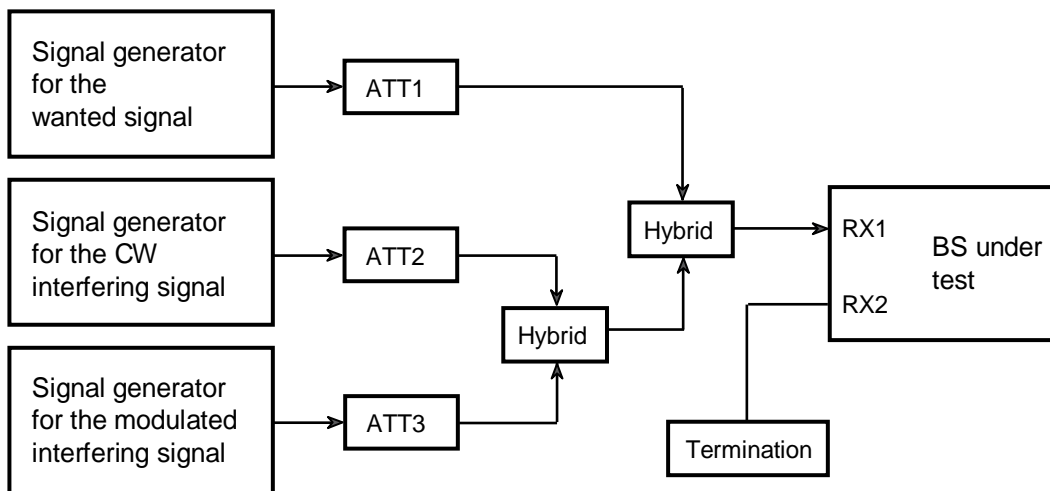 Signal generator
for the
wanted signal
ATT1
Signal generator
for the CW
interfering signal
ATT2
Signal generator
for the modulated
interfering signal
ATT3
Hybrid
Hybrid
RX1
BS under
test
RX2
Termination